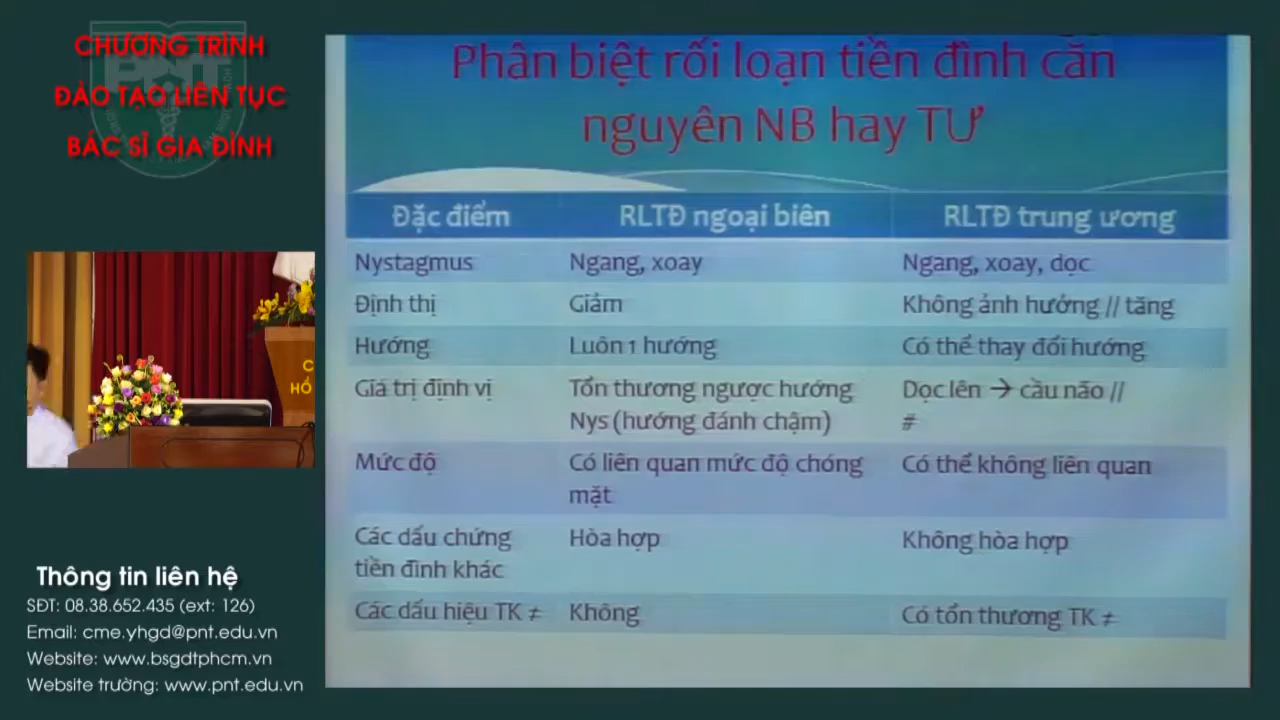 CHƯƠNG TRÌNH
ĐÀO TẠO LIÊN TỤC
BÁC SĨ GIA ĐÌNH
PNT
C
HỒ
Thông tin liên hệ
SĐT: 08.38.652.435 (ext: 126)
Email: cme.yhgd@pnt.edu.vn
Website: www.bsgdtphcm.vn
Website trường: www.pnt.edu.vn
Phân biệt rối loạn tiền đình căn
nguyên NB hay TƯ
Đặc điểm RLTĐ ngoại biên RLTĐ trung ương
Nystagmus Ngang, xoay Ngang, xoay, dọc
Định thị Giảm Không ảnh hưởng // tăng
Hướng Luôn 1 hướng Có thể thay đổi hướng
Giá trị định vị Tổn thương ngược hướng Dọc lên → cầu não //
Nys (hướng đánh chậm) #
Mức độ Có liên quan mức độ chóng Có thể không liên quan
mặt
Các dấu chứng Hòa hợp Không hòa hợp
tiền đình khác
Các dấu hiệu TK ≠ Không Có tổn thương TK ≠